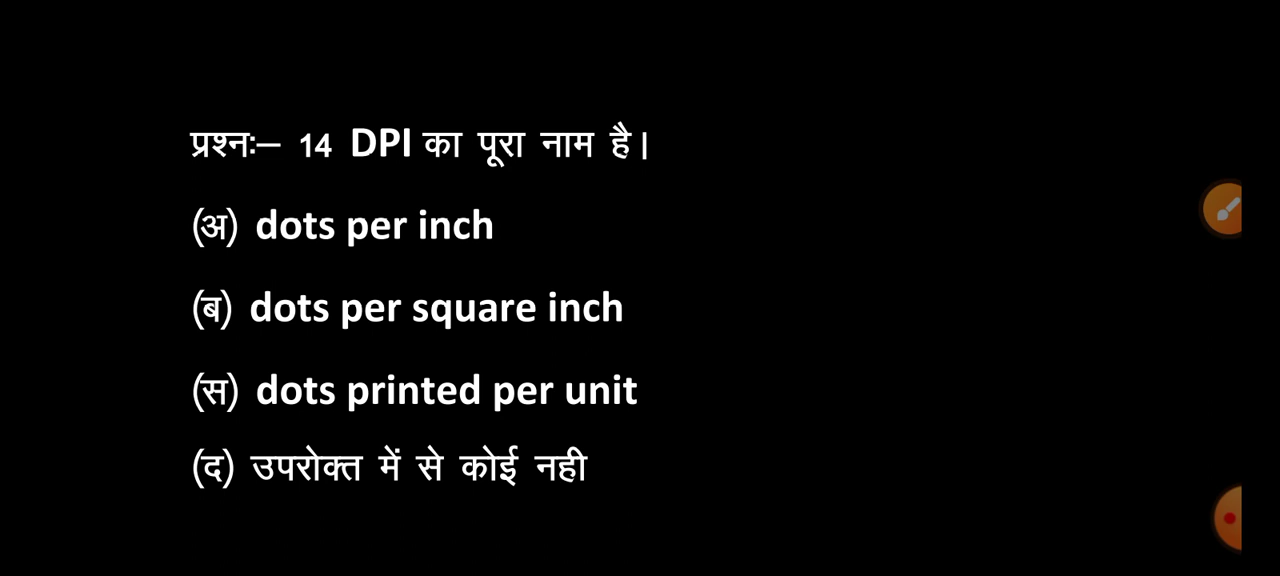 प्रश्नः– 14 DPI का पूरा नाम है।
(अ) dots per inch
(ब) dots per square inch
(स) dots printed per unit
(द) उपरोक्त में से कोई नही